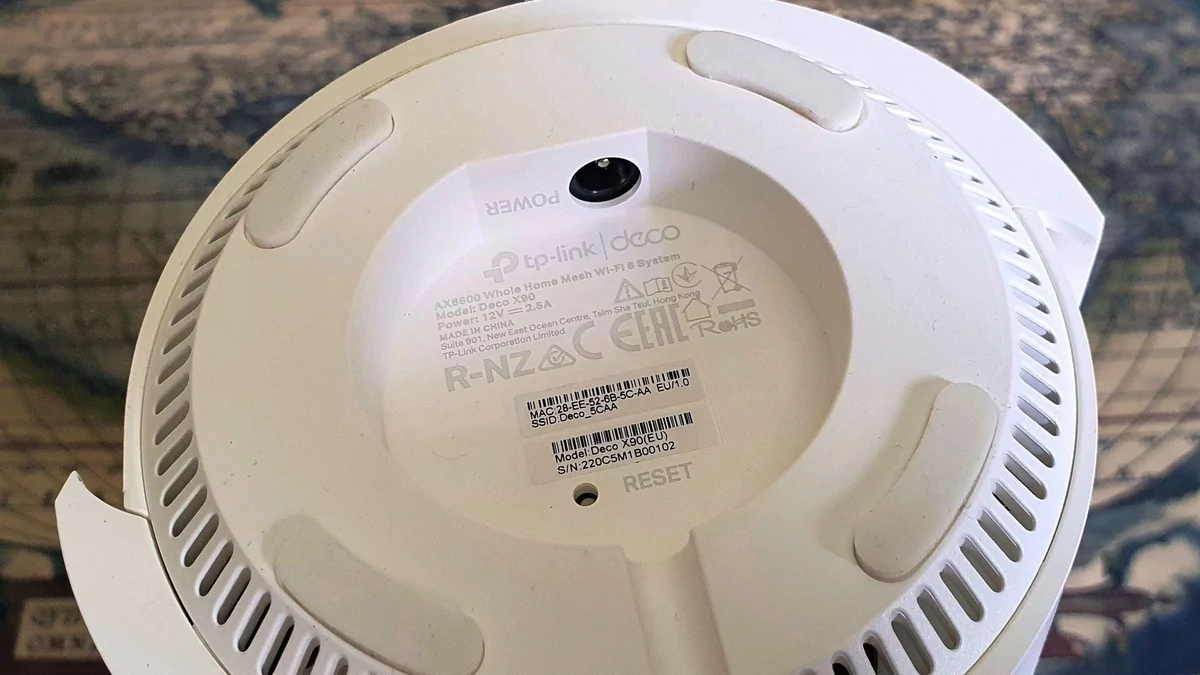 POWER
tp-link | deco
AX6600 Whole Home Mesh Wi-Fi 6 System
Model: Deco X90
Power: 12V ⎓ 2.5A
MADE IN CHINA
Suite 901, New East Ocean Centre, Tsim Sha Tsui, Hong Kong
TP-Link Corporation Limited
R-NZ CE EAC RoHS
MAC:28-EE-52-6B-5C-AA EU/1.0
SSID:Deco_5CAA
Model:Deco X90(EU)
S/N:220C5M1B00102
RESET